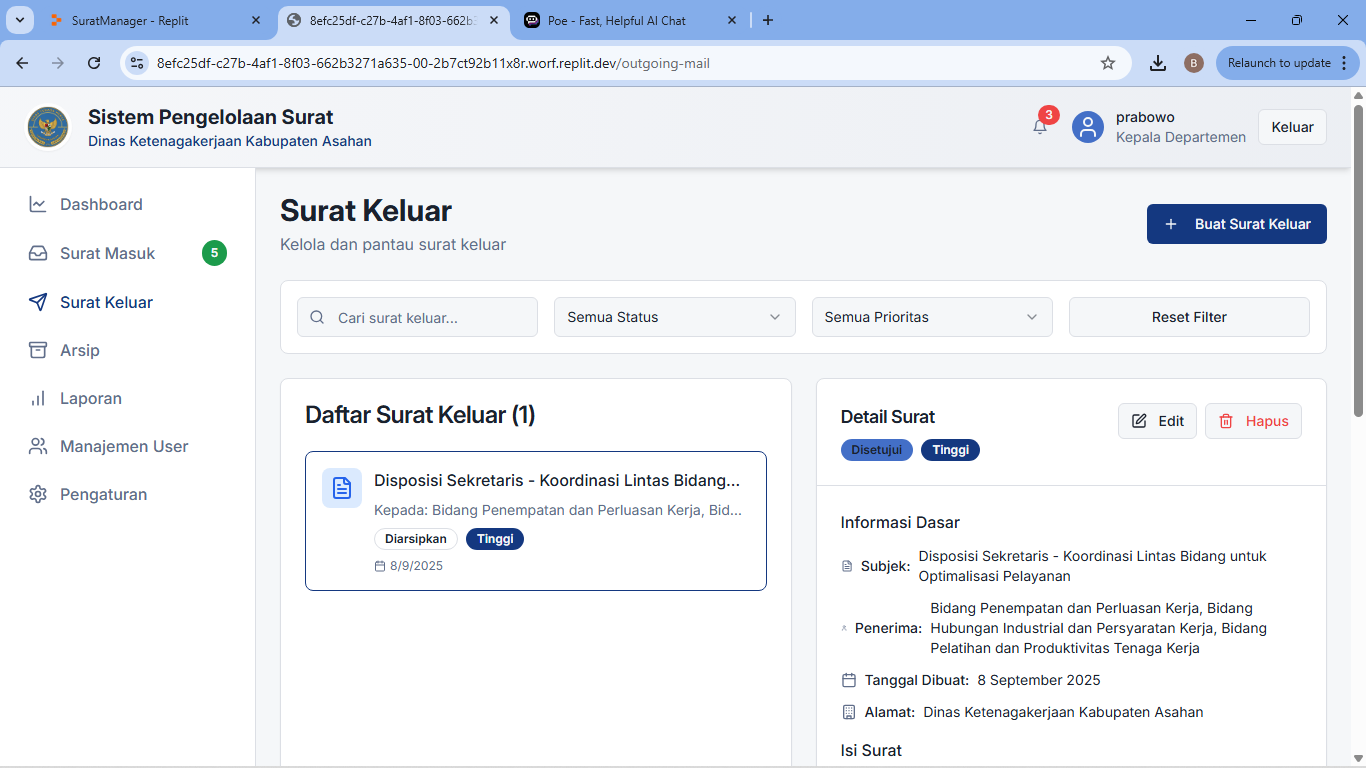 SuratManager - Replit
8efc25df-c27b-4af1-8f03-662b3
Poe - Fast, Helpful AI Chat
8efc25df-c27b-4af1-8f03-662b3271a635-00-2b7ct92b11x8r.worf.replit.dev/outgoing-mail
B
Relaunch to update
Sistem Pengelolaan Surat
Dinas Ketenagakerjaan Kabupaten Asahan
3
prabowo
Kepala Departemen
Keluar
Dashboard
Surat Masuk
5
Surat Keluar
Arsip
Laporan
Manajemen User
Pengaturan
Surat Keluar
Kelola dan pantau surat keluar
+ Buat Surat Keluar
Cari surat keluar...
Semua Status
Semua Prioritas
Reset Filter
Daftar Surat Keluar (1)
Disposisi Sekretaris - Koordinasi Lintas Bidang...
Kepada: Bidang Penempatan dan Perluasan Kerja, Bid...
Diarsipkan
Tinggi
8/9/2025
Detail Surat
Disetujui
Tinggi
Edit
Hapus
Informasi Dasar
Subjek: Disposisi Sekretaris - Koordinasi Lintas Bidang untuk
Optimalisasi Pelayanan
Penerima: Bidang Penempatan dan Perluasan Kerja, Bidang
Hubungan Industrial dan Persyaratan Kerja, Bidang
Pelatihan dan Produktivitas Tenaga Kerja
Tanggal Dibuat: 8 September 2025
Alamat: Dinas Ketenagakerjaan Kabupaten Asahan
Isi Surat